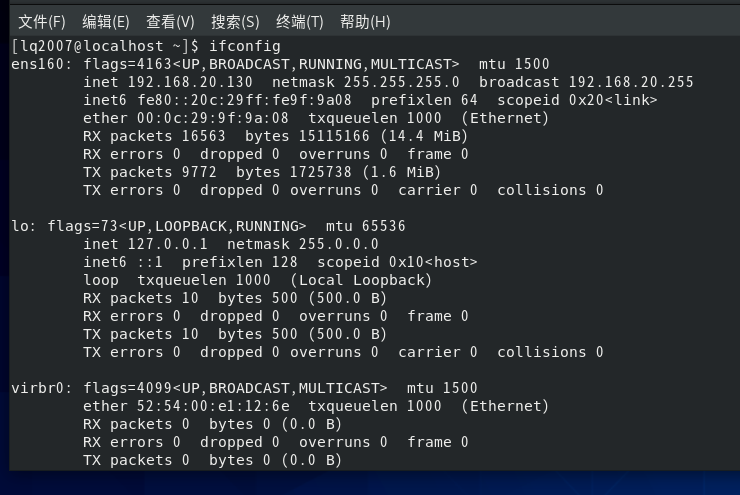 文件(F) 编辑(E) 查看(V) 搜索(S) 终端(T) 帮助(H)
[lq2007@localhost ~]$ ifconfig
ens160: flags=4163<UP,BROADCAST,RUNNING,MULTICAST>  mtu 1500
        inet 192.168.20.130  netmask 255.255.255.0  broadcast 192.168.20.255
        inet6 fe80::20c:29ff:fe9f:9a08  prefixlen 64  scopeid 0x20<link>
        ether 00:0c:29:9f:9a:08  txqueuelen 1000  (Ethernet)
        RX packets 16563  bytes 15115166 (14.4 MiB)
        RX errors 0  dropped 0  overruns 0  frame 0
        TX packets 9772  bytes 1725738 (1.6 MiB)
        TX errors 0  dropped 0 overruns 0  carrier 0  collisions 0

lo: flags=73<UP,LOOPBACK,RUNNING>  mtu 65536
        inet 127.0.0.1  netmask 255.0.0.0
        inet6 ::1  prefixlen 128  scopeid 0x10<host>
        loop  txqueuelen 1000  (Local Loopback)
        RX packets 10  bytes 500 (500.0 B)
        RX errors 0  dropped 0  overruns 0  frame 0
        TX packets 10  bytes 500 (500.0 B)
        TX errors 0  dropped 0 overruns 0  carrier 0  collisions 0

virbr0: flags=4099<UP,BROADCAST,MULTICAST>  mtu 1500
        ether 52:54:00:e1:12:6e  txqueuelen 1000  (Ethernet)
        RX packets 0  bytes 0 (0.0 B)
        RX errors 0  dropped 0  overruns 0  frame 0
        TX packets 0  bytes 0 (0.0 B)